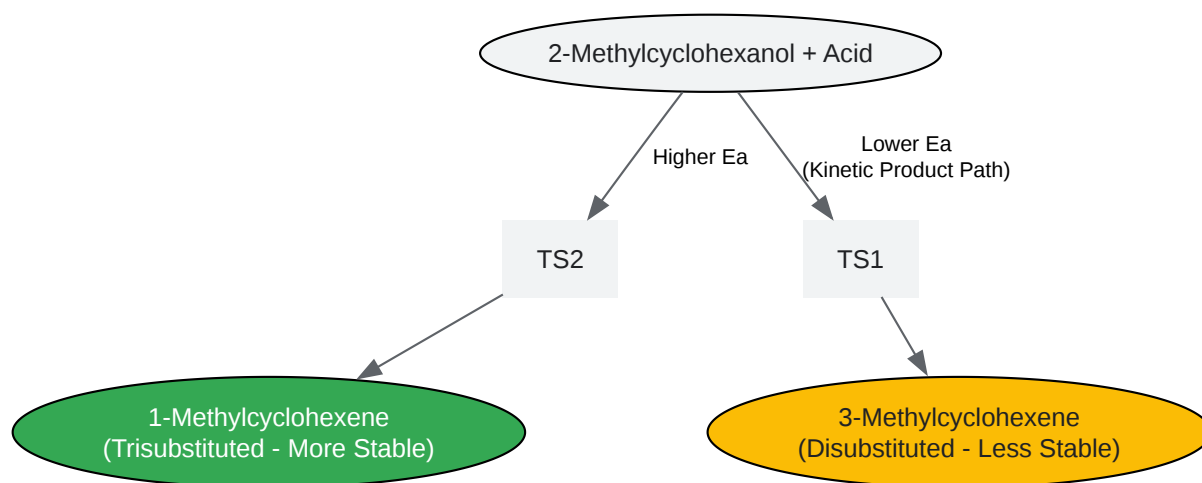 2-Methylcyclohexanol + Acid
Higher Ea
Lower Ea
(Kinetic Product Path)
TS2
TS1
1-Methylcyclohexene
(Trisubstituted - More Stable)
3-Methylcyclohexene
(Disubstituted - Less Stable)